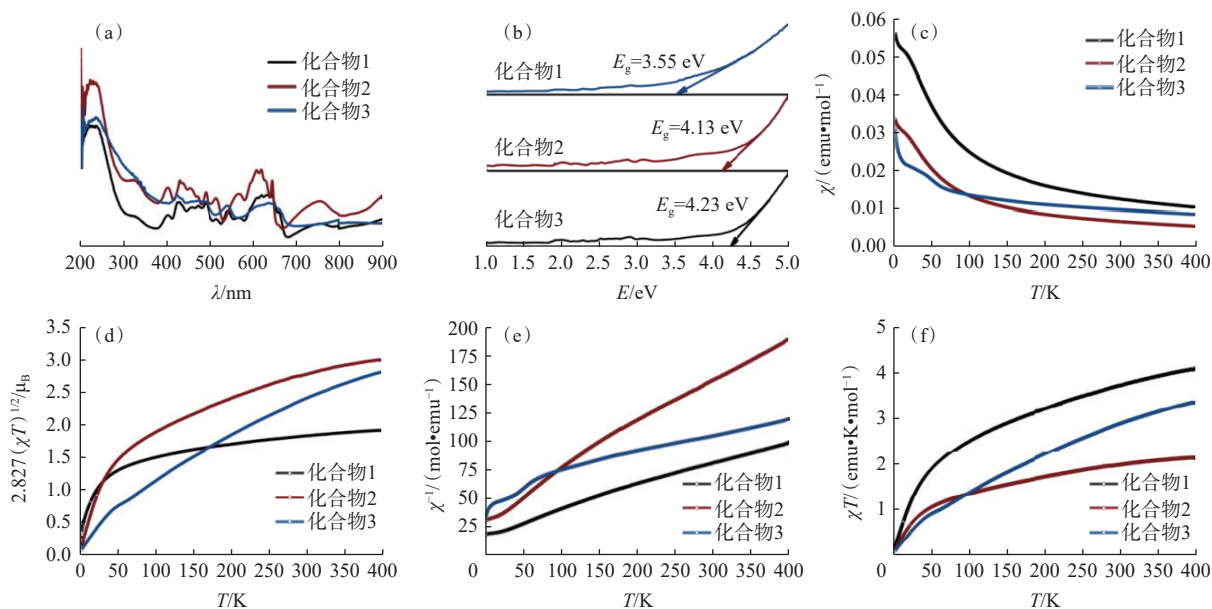 (a)
化合物1
化合物2
化合物3
200 300 400 500 600 700 800 900
λ/nm
(b)
化合物1
E_g=3.55 eV
化合物2
E_g=4.13 eV
化合物3
E_g=4.23 eV
1.0 1.5 2.0 2.5 3.0 3.5 4.0 4.5 5.0
E/eV
(c)
化合物1
化合物2
化合物3
0.06
0.05
0.04
0.03
0.02
0.01
0.00
χ/(emu•mol⁻¹)
0 50 100 150 200 250 300 350 400
T/K
(d)
3.5
3.0
2.5
2.0
1.5
1.0
0.5
0.0
2.827(χT)^1/2/μ_B
化合物1
化合物2
化合物3
0 50 100 150 200 250 300 350 400
T/K
(e)
200
175
150
125
100
75
50
25
χ⁻¹/(mol•emu⁻¹)
化合物1
化合物2
化合物3
0 50 100 150 200 250 300 350 400
T/K
(f)
5
4
3
2
1
χT/(emu•K•mol⁻¹)
化合物1
化合物2
化合物3
0 50 100 150 200 250 300 350 400
T/K